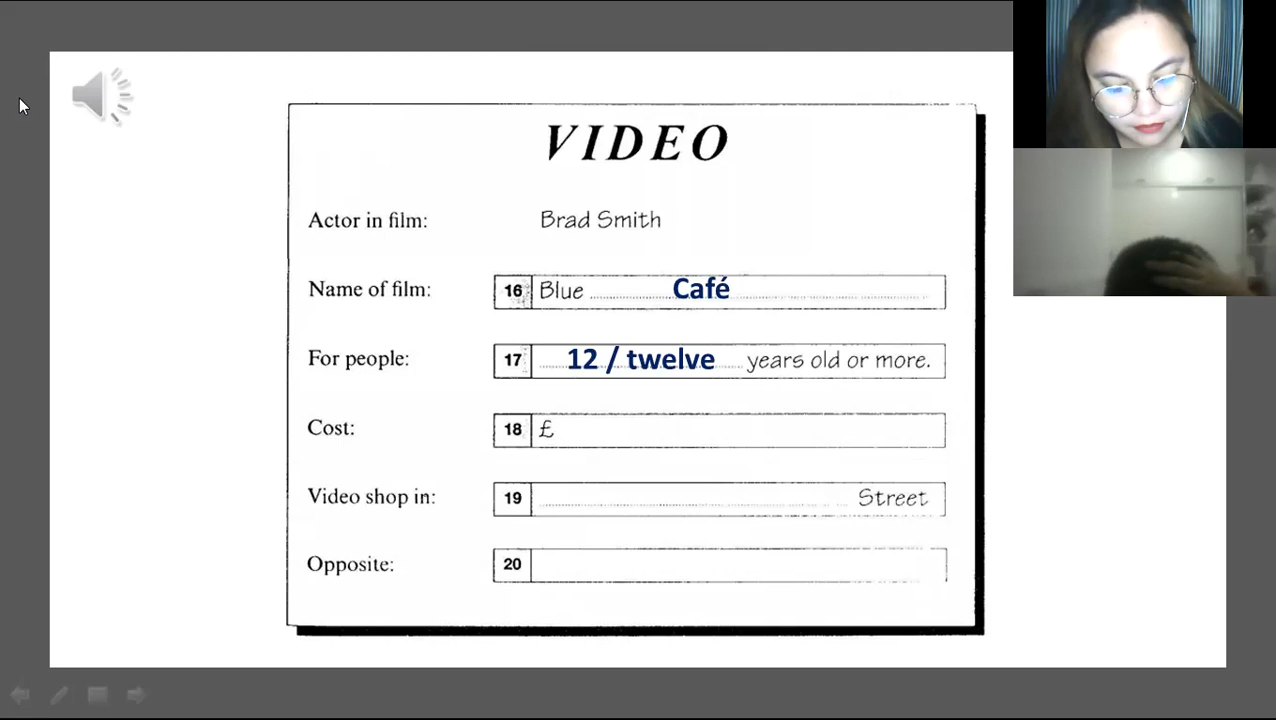 VIDEO
Actor in film: Brad Smith
Name of film: 16 Blue Café
For people: 17 12 / twelve years old or more.
Cost: 18 £
Video shop in: 19 Street
Opposite: 20